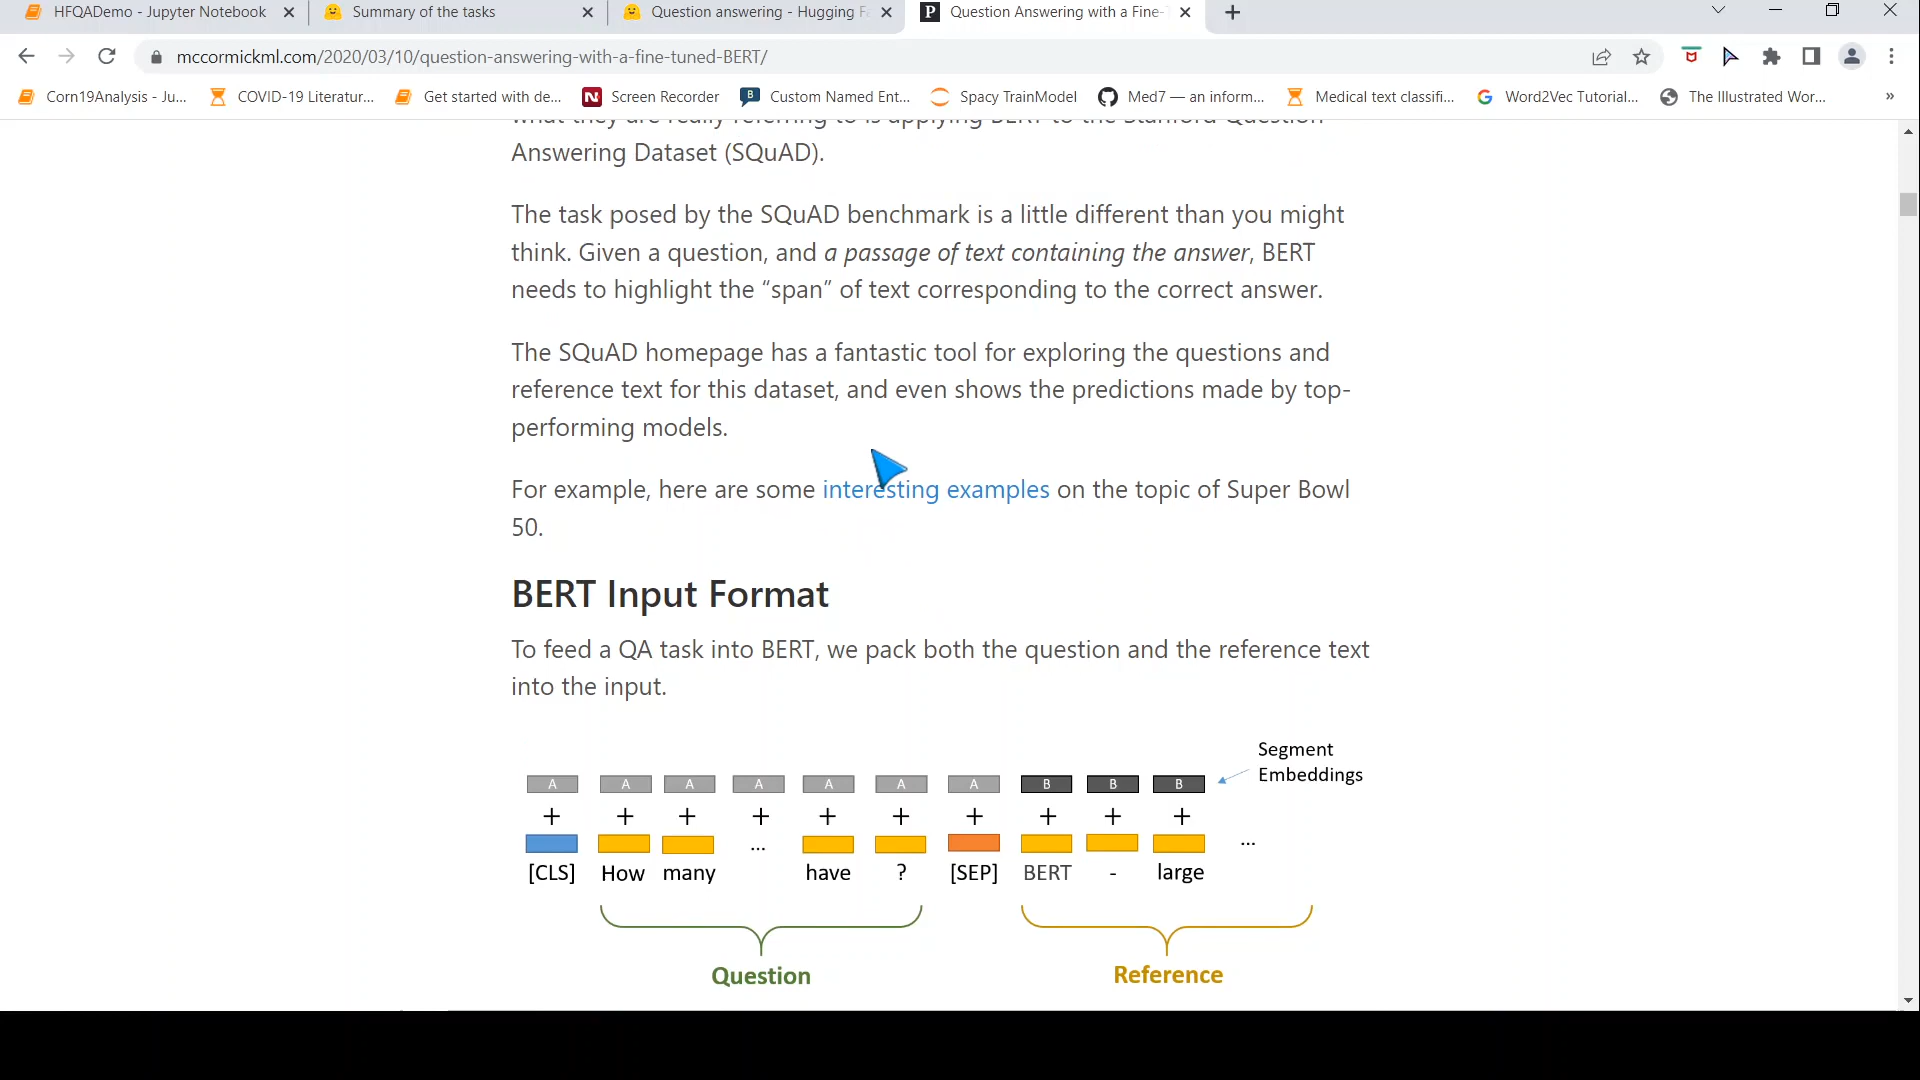 HFQADemo - Jupyter Notebook
Summary of the tasks
Question answering - Hugging Fa
Question Answering with a Fine-T
mccormickml.com/2020/03/10/question-answering-with-a-fine-tuned-BERT/
Corn19Analysis - Ju...
COVID-19 Literatur...
Get started with de...
N Screen Recorder
B Custom Named Ent...
Spacy TrainModel
Med7 — an inform...
Medical text classifi...
Word2Vec Tutorial...
The Illustrated Wor...
»
what they are really referring to is applying BERT to the Stanford Question
Answering Dataset (SQuAD).
The task posed by the SQuAD benchmark is a little different than you might
think. Given a question, and a passage of text containing the answer, BERT
needs to highlight the “span” of text corresponding to the correct answer.
The SQuAD homepage has a fantastic tool for exploring the questions and
reference text for this dataset, and even shows the predictions made by top-
performing models.
For example, here are some interesting examples on the topic of Super Bowl
50.
BERT Input Format
To feed a QA task into BERT, we pack both the question and the reference text
into the input.
Segment
Embeddings
A A A A A A A B B B
+ + + + + + + + + +
... ...
[CLS] How many have ? [SEP] BERT - large
Question Reference